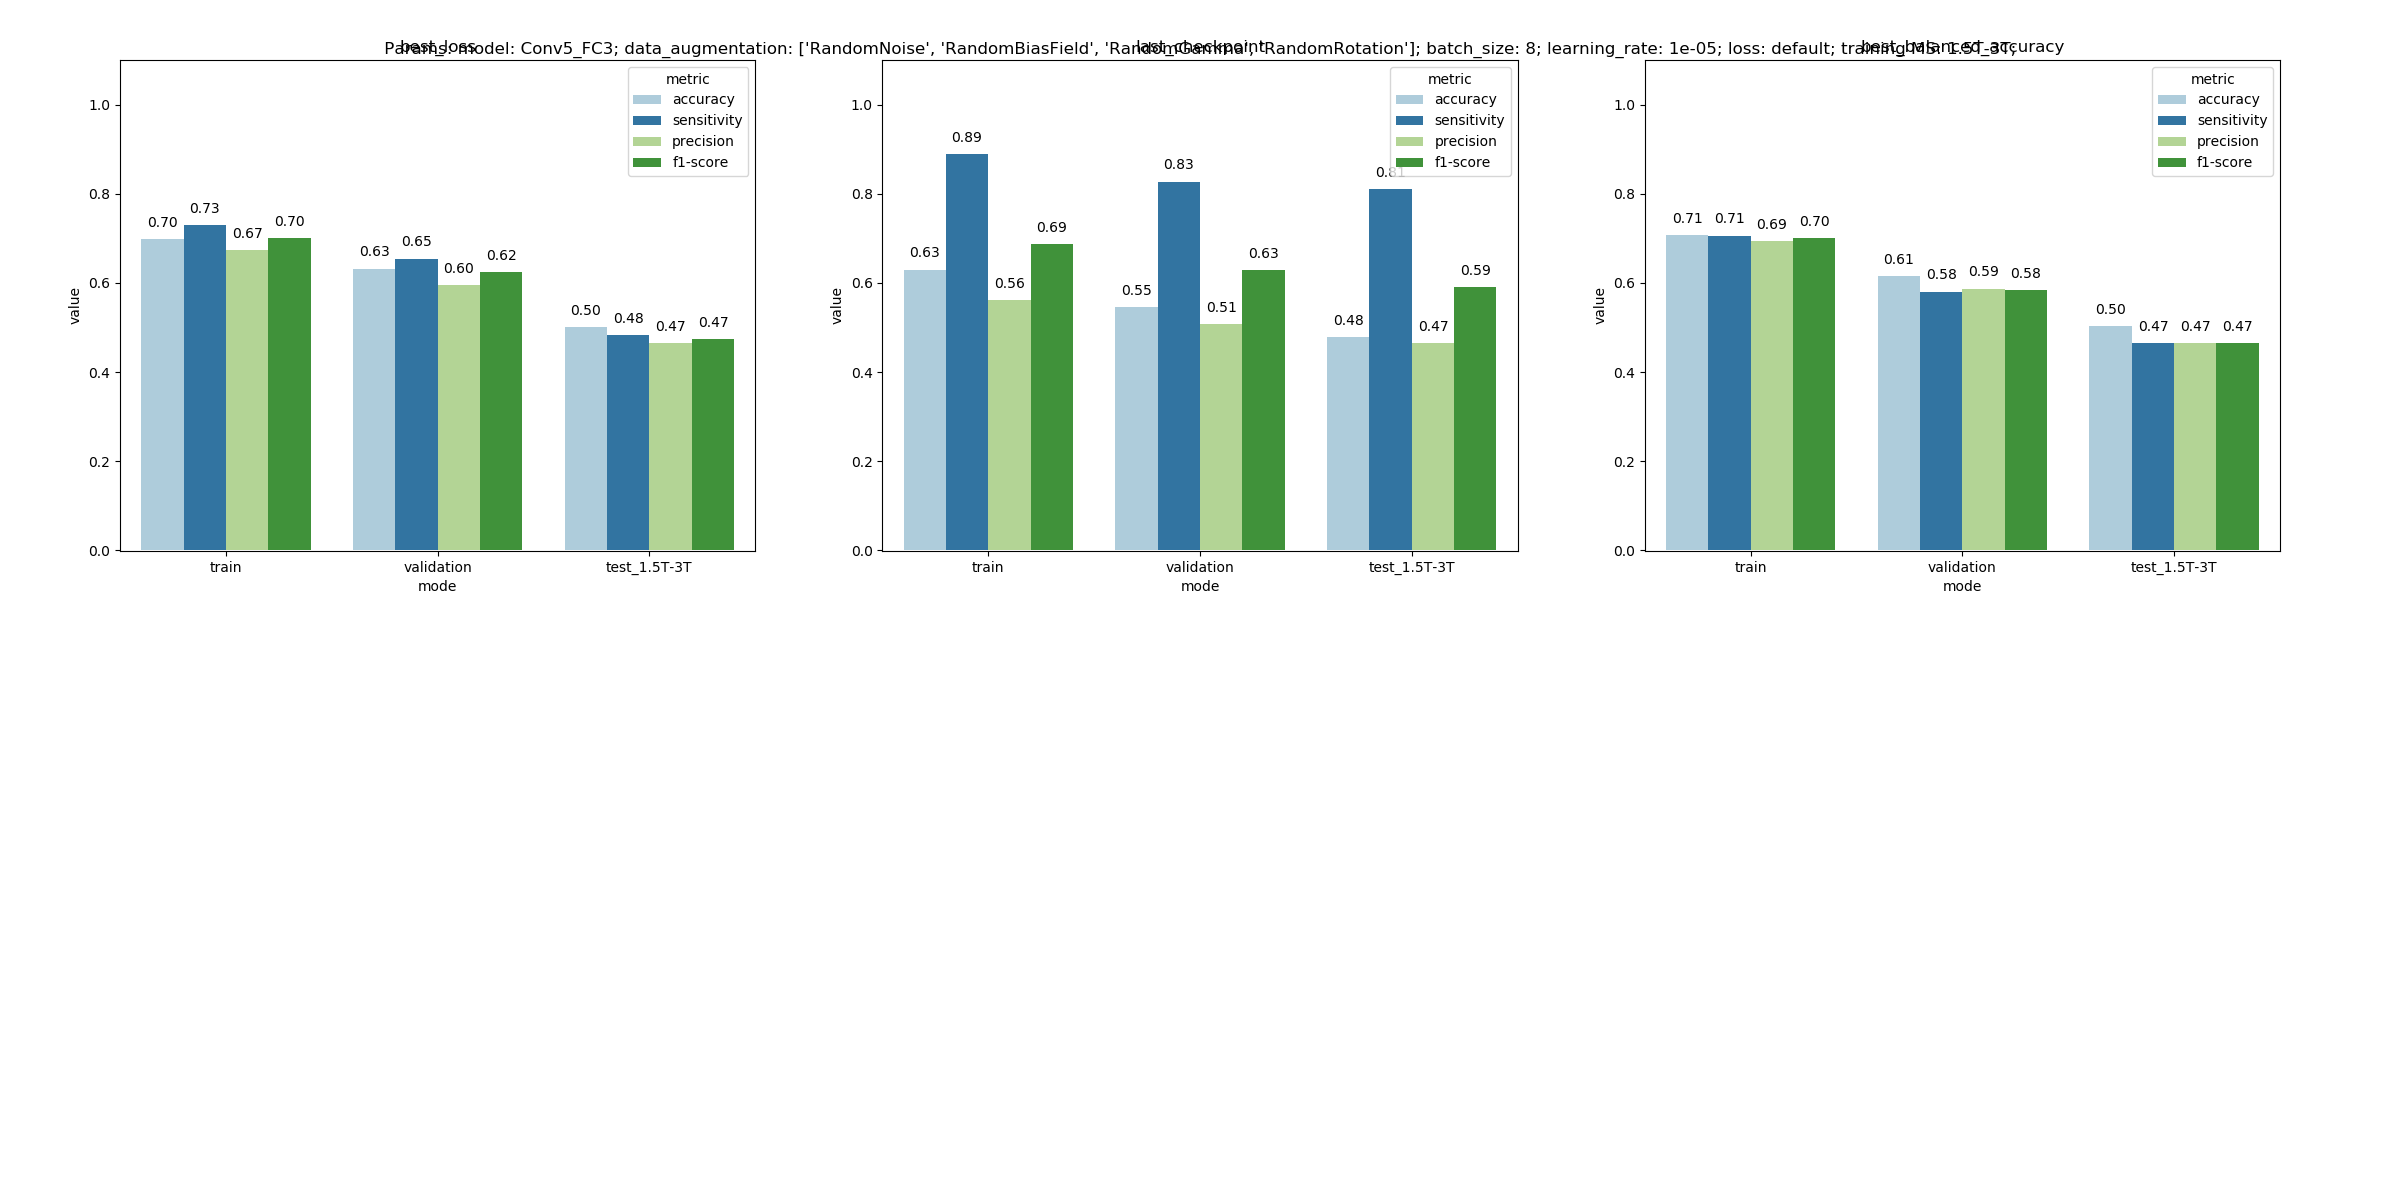 best_loss
last_checkpoint
best_balanced_accuracy
Params: model: Conv5_FC3; data_augmentation: ['RandomNoise', 'RandomBiasField', 'RandomGamma', 'RandomRotation']; batch_size: 8; learning_rate: 1e-05; loss: default; training MS: 1.5T-3T;
metric
accuracy
sensitivity
precision
f1-score
1.0
0.8
0.6
0.4
0.2
0.0
value
0.70 0.73 0.67 0.70
0.63 0.65 0.60 0.62
0.50 0.48 0.47 0.47
train validation test_1.5T-3T
mode
metric
accuracy
sensitivity
precision
f1-score
1.0
0.8
0.6
0.4
0.2
0.0
value
0.63 0.89 0.56 0.69
0.55 0.83 0.51 0.63
0.48 0.81 0.47 0.59
train validation test_1.5T-3T
mode
metric
accuracy
sensitivity
precision
f1-score
1.0
0.8
0.6
0.4
0.2
0.0
value
0.71 0.71 0.69 0.70
0.61 0.58 0.59 0.58
0.50 0.47 0.47 0.47
train validation test_1.5T-3T
mode